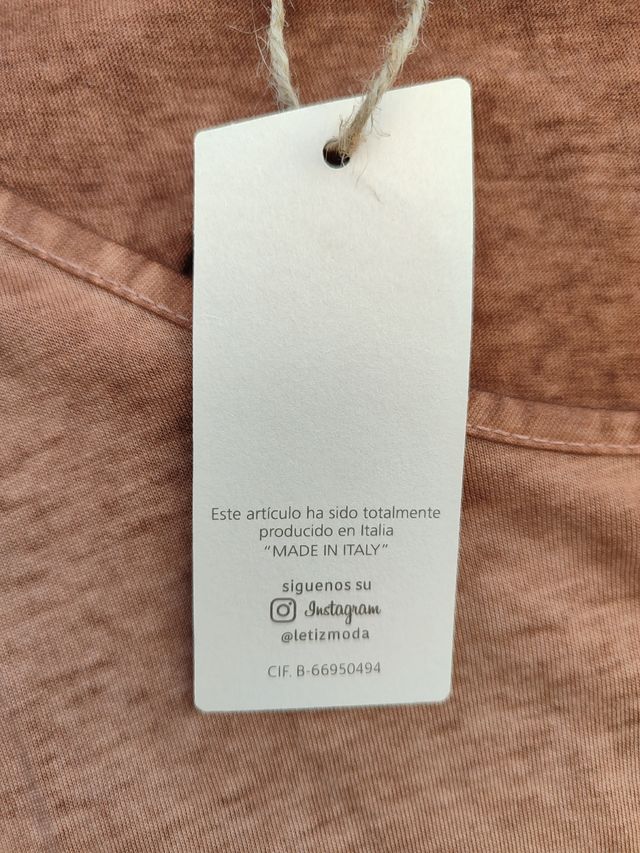 Este artículo ha sido totalmente
producido en Italia
"MADE IN ITALY"
siguenos su
Instagram
@letizmoda
CIF. B-66950494